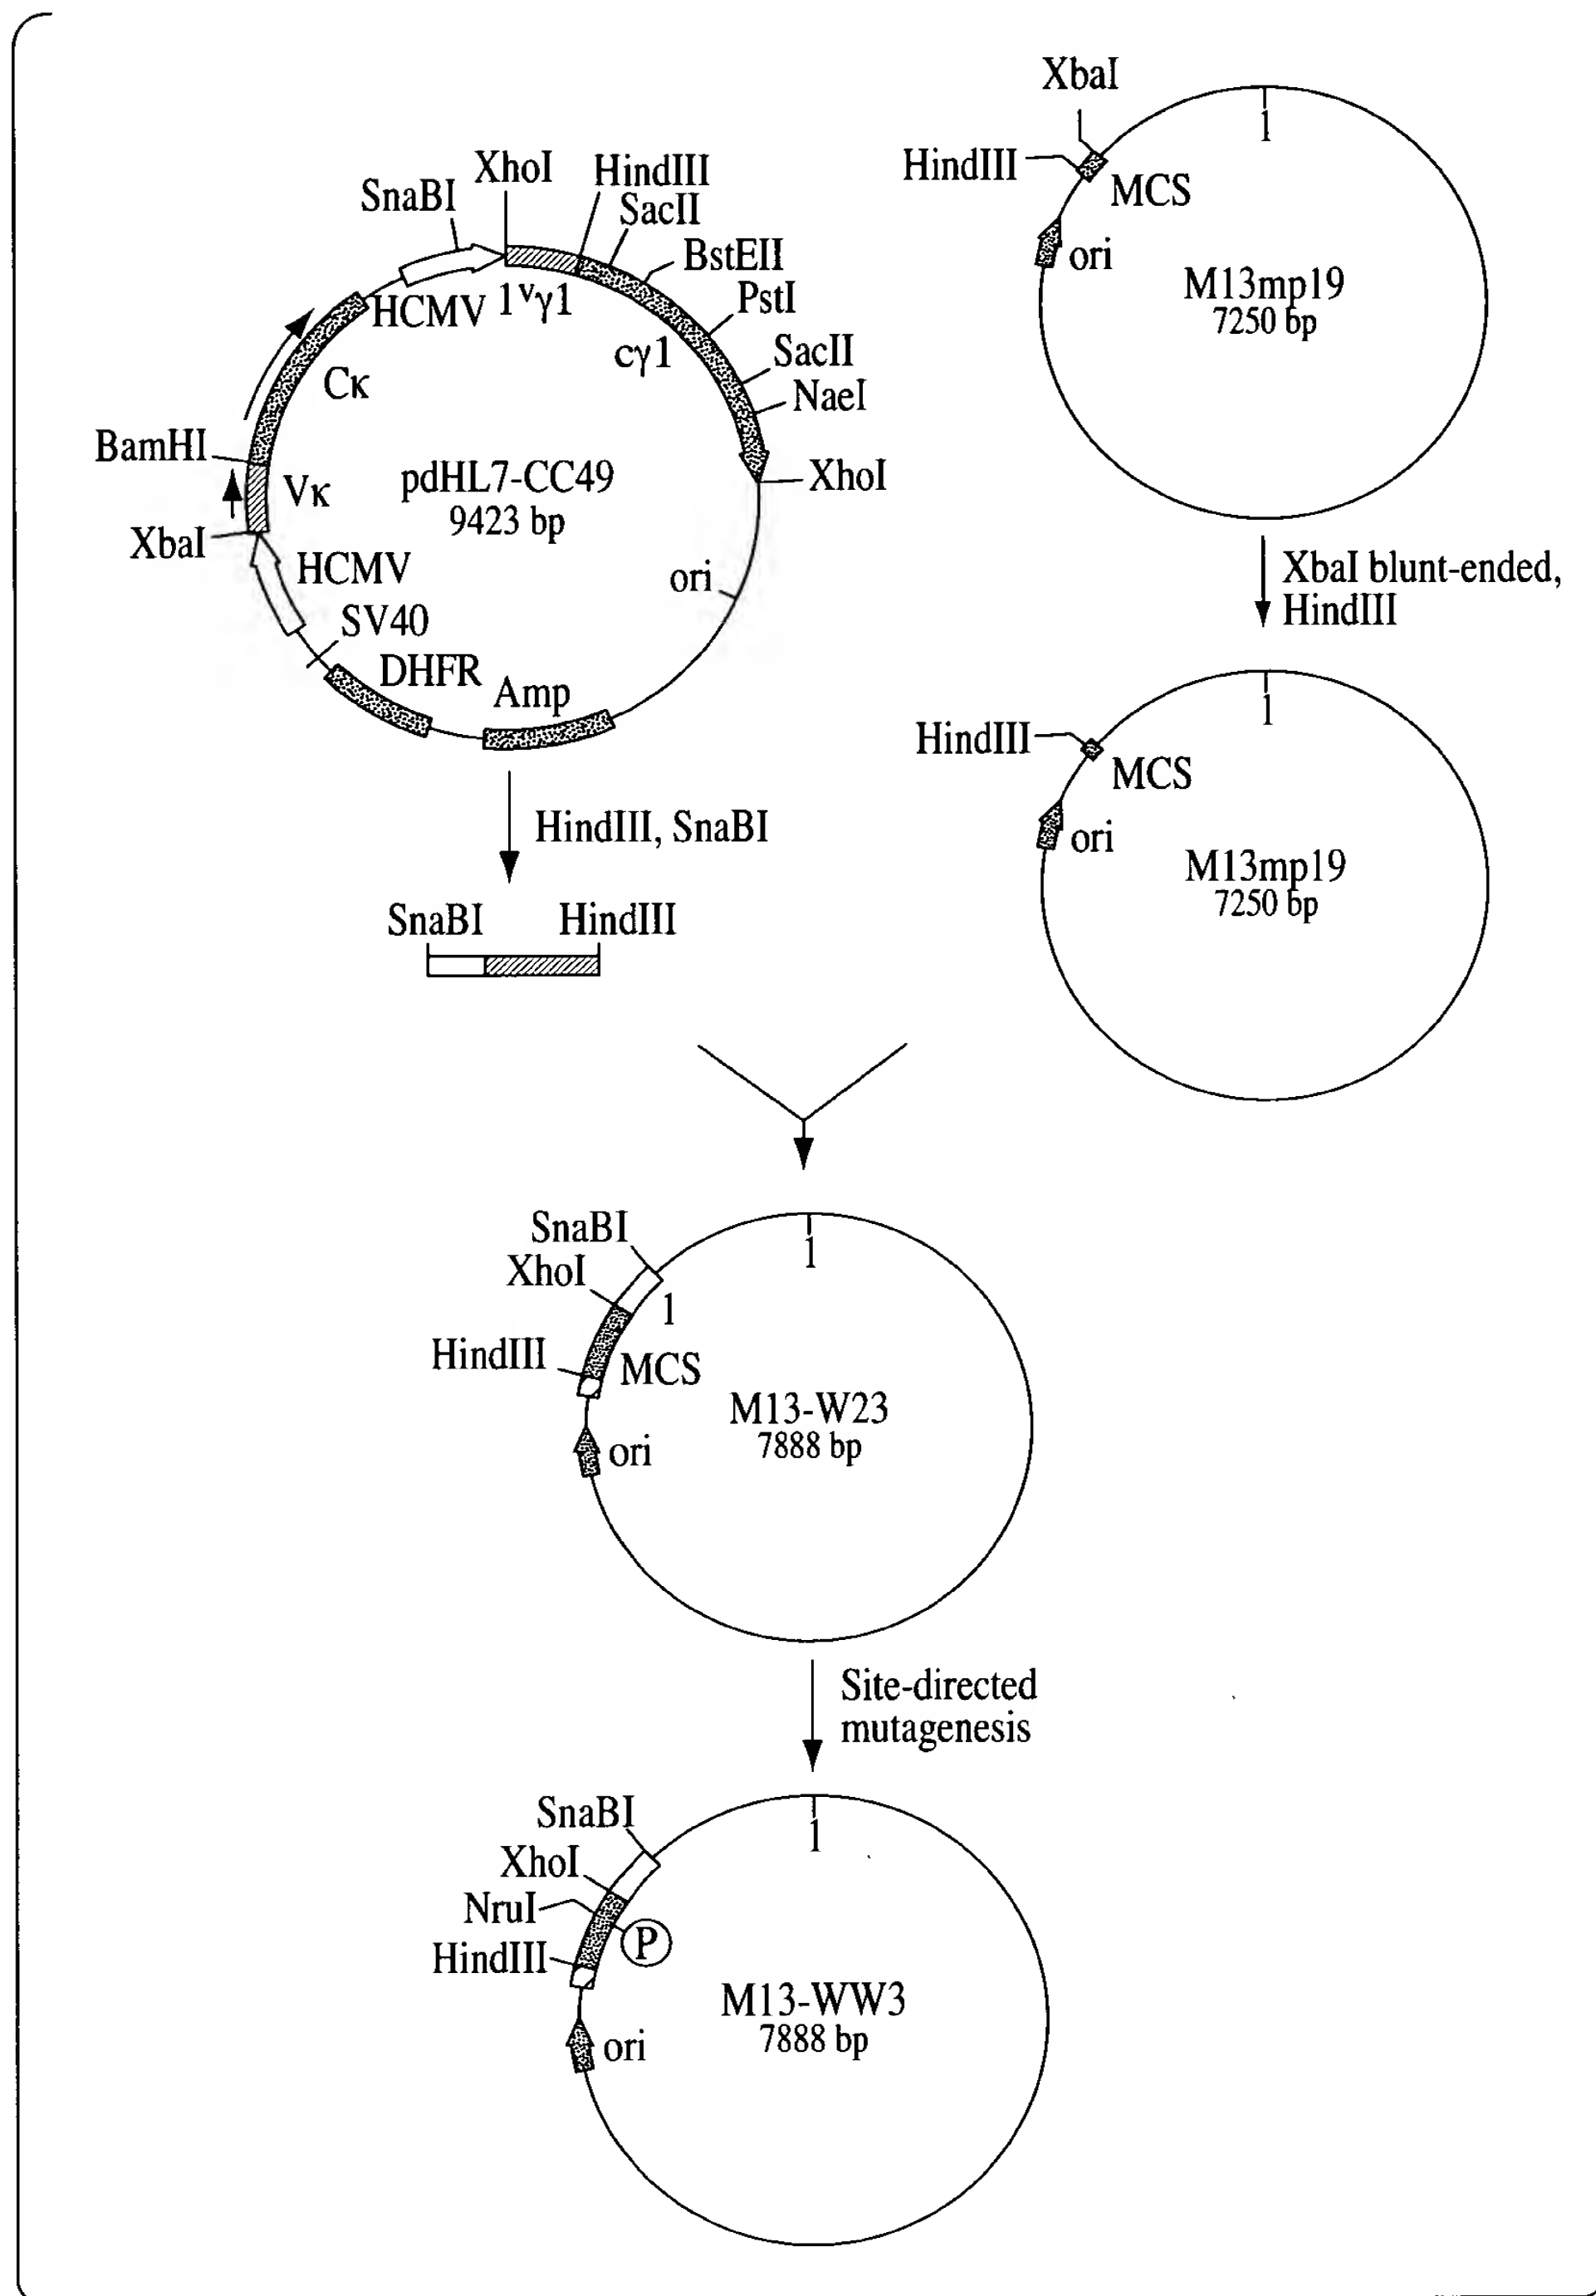 XhoI
HindIII
SnaBI
SacII
BstEII
HCMV
1vγ1
PstI
cγ1
SacII
Cκ
NaeI
BamHI
Vκ
pdHL7-CC49
9423 bp
XhoI
XbaI
HCMV
ori
SV40
DHFR
Amp
HindIII, SnaBI
SnaBI
HindIII
XbaI
1
HindIII
MCS
ori
M13mp19
7250 bp
XbaI blunt-ended,
HindIII
1
HindIII
MCS
ori
M13mp19
7250 bp
SnaBI
1
XhoI
1
HindIII
MCS
M13-W23
7888 bp
ori
Site-directed
mutagenesis
SnaBI
1
XhoI
NruI
P
HindIII
M13-WW3
7888 bp
ori